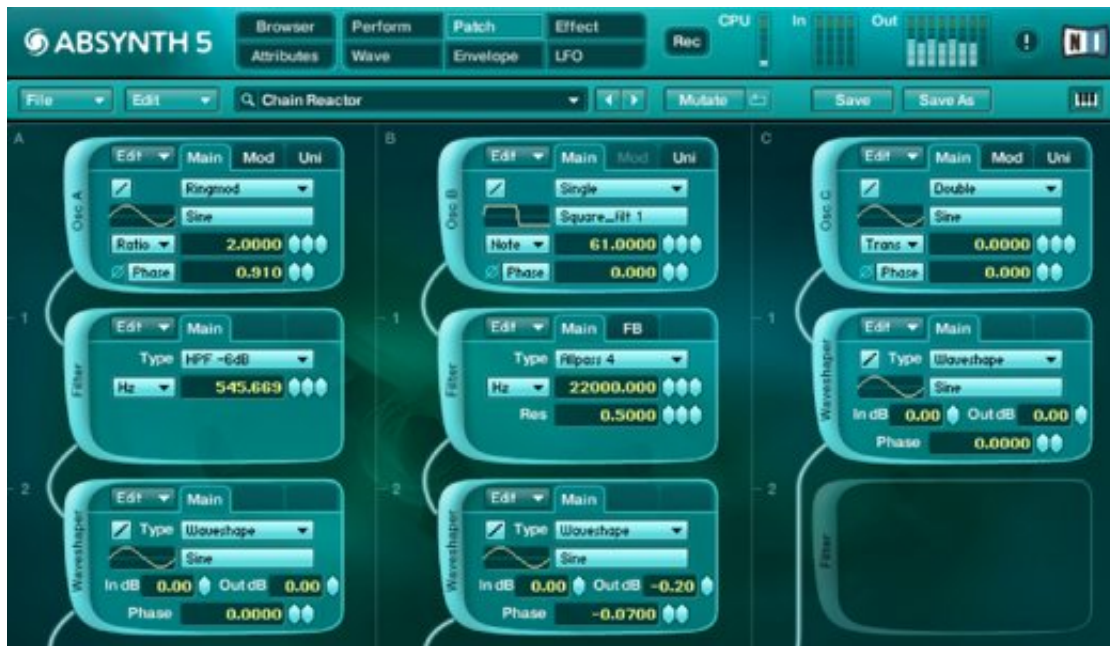 ABSYNTH 5
Browser Perform Patch Effect
Attributes Wave Envelope LFO
Rec
CPU In Out
!
N I
File Edit Chain Reactor Mutate Save Save As
A B C
Osc A
Edit Main Mod Uni
Ringmod
Sine
Ratio 2.0000
Phase 0.910
Osc B
Edit Main Mod Uni
Single
Square_filt 1
Note 61.0000
Phase 0.000
Osc C
Edit Main Mod Uni
Double
Sine
Trans 0.0000
Phase 0.000
1 1 1
Filter
Edit Main
Type HPF -6dB
Hz 545.669
Filter
Edit Main FB
Type Allpass 4
Hz 22000.000
Res 0.5000
Waveshaper
Edit Main
Type Waveshape
Sine
In dB 0.00 Out dB 0.00
Phase 0.0000
2 2 2
Waveshaper
Edit Main
Type Waveshape
Sine
In dB 0.00 Out dB 0.00
Phase 0.0000
Waveshaper
Edit Main
Type Waveshape
Sine
In dB 0.00 Out dB -0.20
Phase -0.0700
Filter